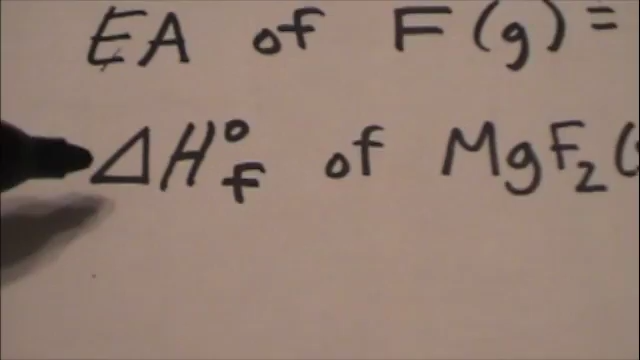 EA of F(g) =
ΔH°f of MgF₂(